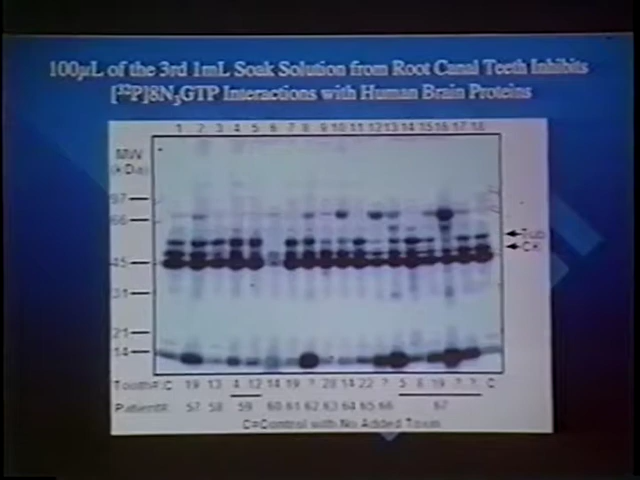 100µL of the 3rd 1mL Soak Solution from Root Canal Teeth Inhibits
[³²P]8N₃GTP Interactions with Human Brain Proteins
1 2 3 4 5 6 7 8 9 10 11 12 13 14 15 16 17 18
MW
(kDa)
97
66
Tub
CK
45
31
21
14
Tooth#: C 19 13 4 12 14 19 ? 28 14 22 ? 5 8 19 ? ? C
Patient#: 57 58 59 60 61 62 63 64 65 66 67
C=Control with No Added Toxin